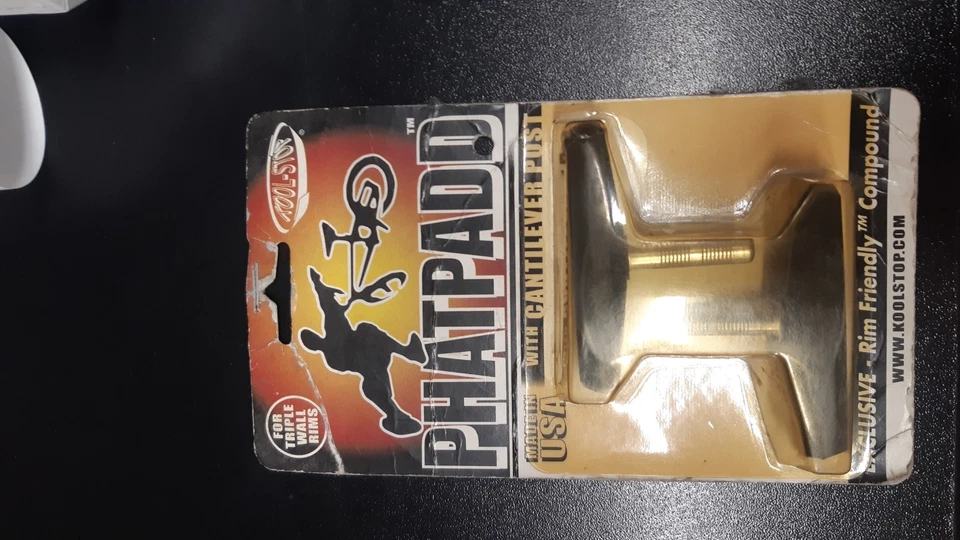 KOOL-STOP®
FOR
TRIPLE
WALL
RIMS
PHATPADD™
MADE IN
USA
WITH CANTILEVER POST
EXCLUSIVE - Rim Friendly™ Compound
WWW.KOOLSTOP.COM